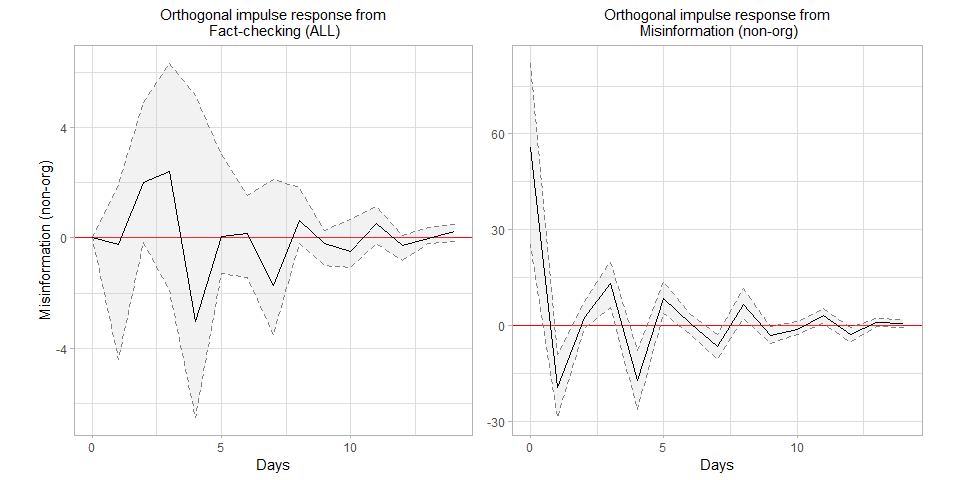 Orthogonal impulse response from
Fact-checking (ALL)
Misinformation (non-org)
4
0
-4
0
5
10
Days
Orthogonal impulse response from
Misinformation (non-org)
60
30
0
-30
0
5
10
Days